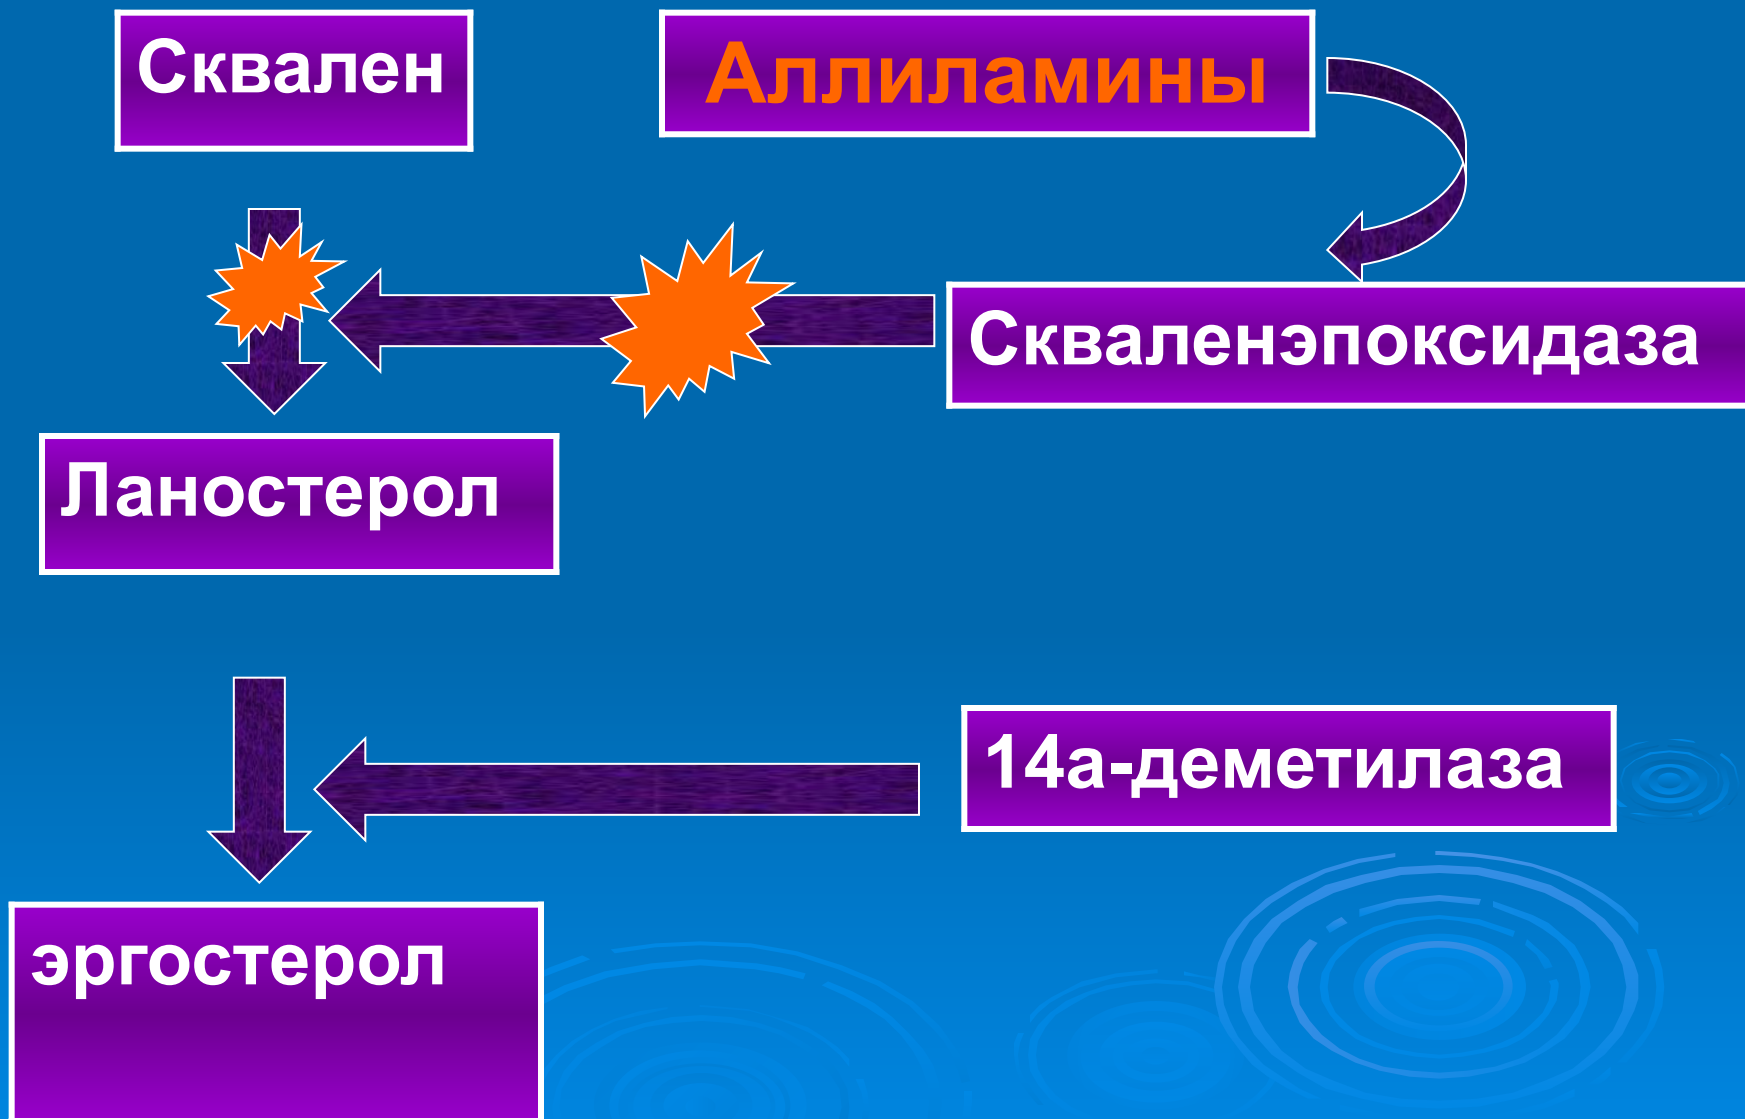 Сквален
Аллиламины
Скваленэпоксидаза
Ланостерол
14а-деметилаза
эргостерол